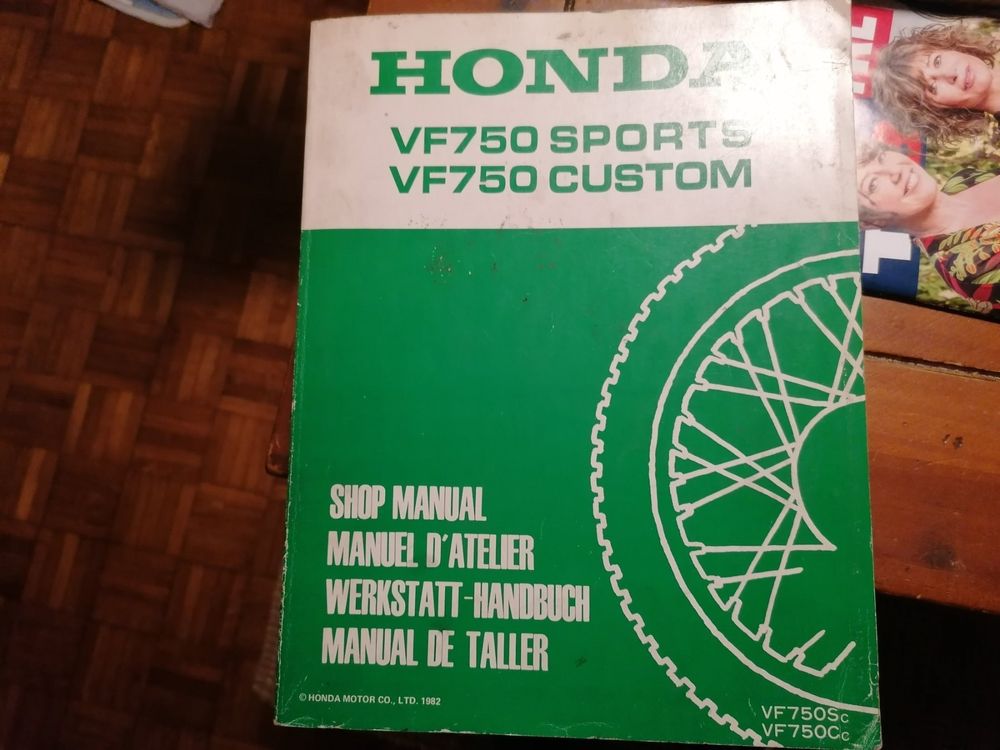 HONDA
VF750 SPORTS
VF750 CUSTOM
SHOP MANUAL
MANUEL D'ATELIER
WERKSTATT-HANDBUCH
MANUAL DE TALLER
© HONDA MOTOR CO., LTD. 1982
VF750Sc
VF750Cc